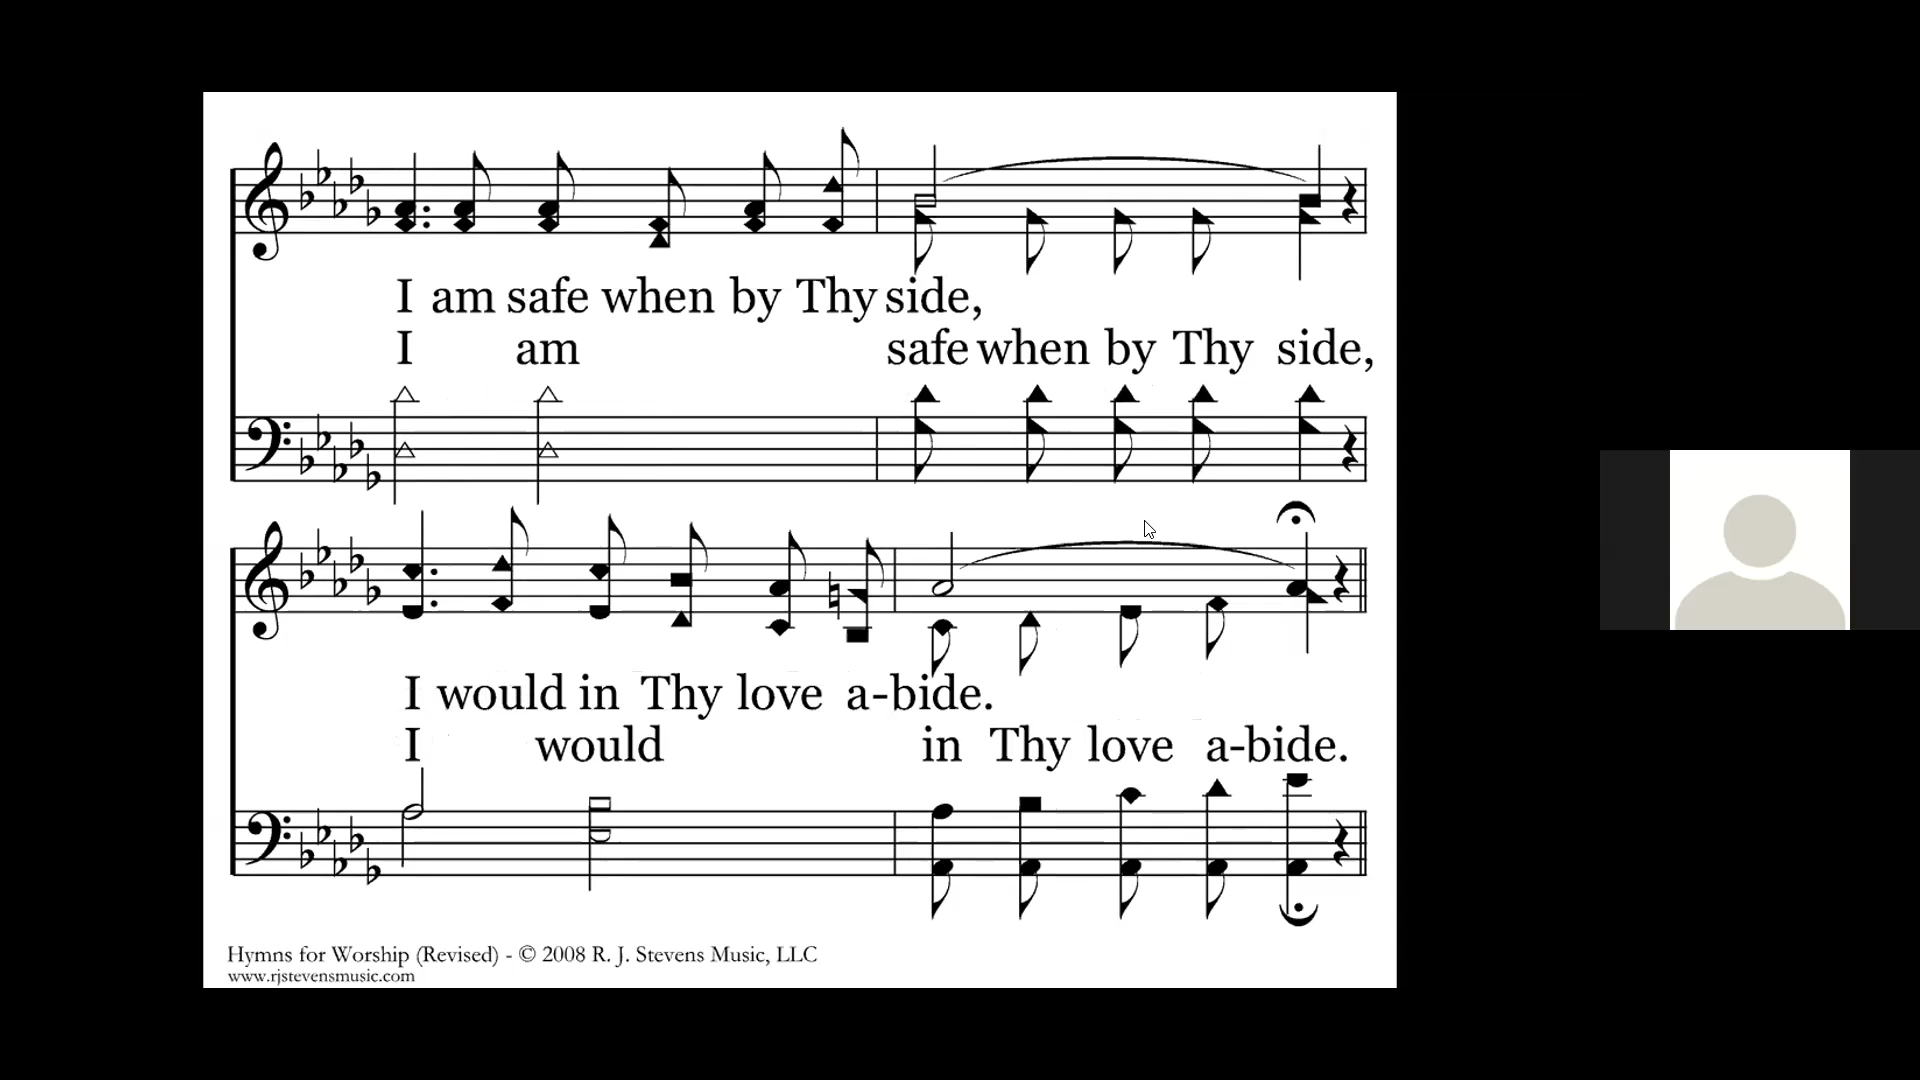 I am safe when by Thy side,
I am safe when by Thy side,
I would in Thy love a-bide.
I would in Thy love a-bide.
Hymns for Worship (Revised) - © 2008 R. J. Stevens Music, LLC
www.rjstevensmusic.com